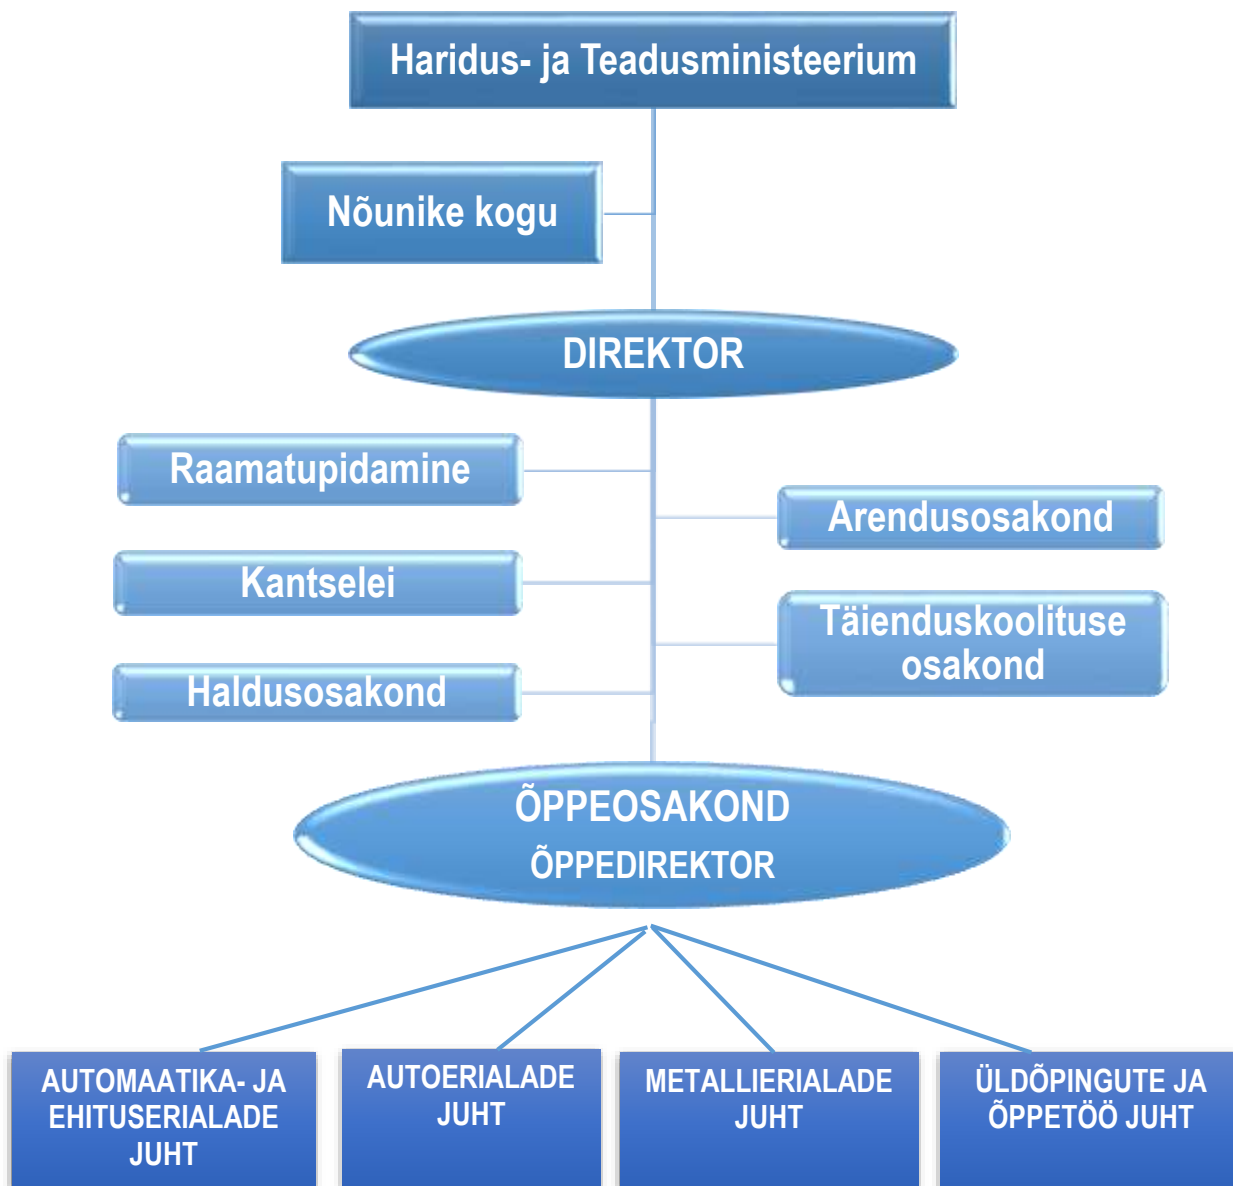 Haridus- ja Teadusministeerium
Nõunike kogu
DIREKTOR
Raamatupidamine
Arendusosakond
Kantselei
Täienduskoolituse
osakond
Haldusosakond
ÕPPEOSAKOND
ÕPPEDIREKTOR
AUTOMAATIKA- JA
EHITUSERIALADE
JUHT
AUTOERIALADE
JUHT
METALLIERIALADE
JUHT
ÜLDÕPINGUTE JA
ÕPPETÖÖ JUHT